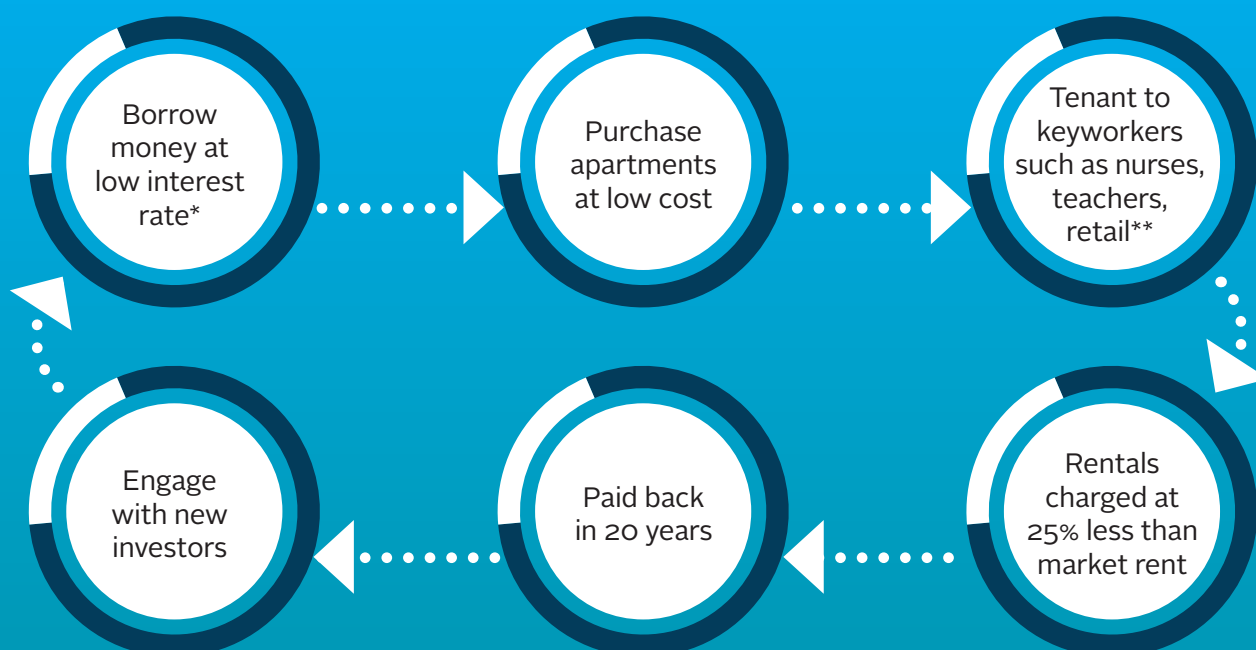 Borrow
money at
low interest
rate*
Purchase
apartments
at low cost
Tenant to
keyworkers
such as nurses,
teachers,
retail**
Rentals
charged at
25% less than
market rent
Paid back
in 20 years
Engage
with new
investors